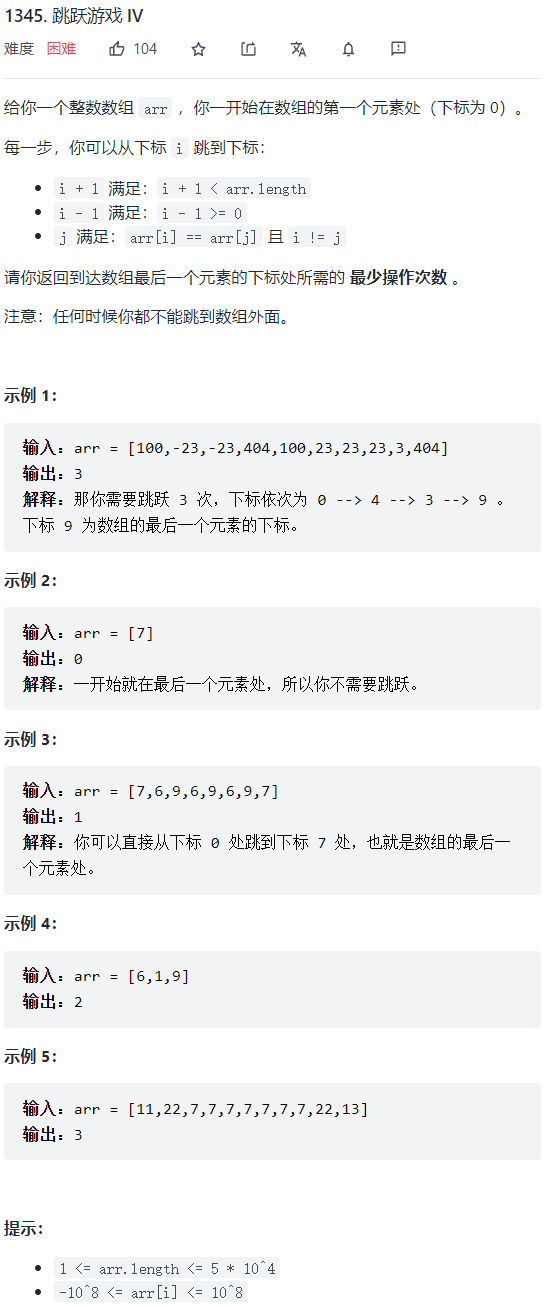 1345. 跳跃游戏 IV
难度 困难 104
给你一个整数数组 arr ，你一开始在数组的第一个元素处（下标为 0）。
每一步，你可以从下标 i 跳到下标：
• i + 1 满足：i + 1 < arr.length
• i - 1 满足：i - 1 >= 0
• j 满足：arr[i] == arr[j] 且 i != j
请你返回到达数组最后一个元素的下标处所需的 最少操作次数 。
注意：任何时候你都不能跳到数组外面。
示例 1：
输入：arr = [100,-23,-23,404,100,23,23,23,3,404]
输出：3
解释：那你需要跳跃 3 次，下标依次为 0 --> 4 --> 3 --> 9 。
下标 9 为数组的最后一个元素的下标。
示例 2：
输入：arr = [7]
输出：0
解释：一开始就在最后一个元素处，所以你不需要跳跃。
示例 3：
输入：arr = [7,6,9,6,9,6,9,7]
输出：1
解释：你可以直接从下标 0 处跳到下标 7 处，也就是数组的最后一
个元素处。
示例 4：
输入：arr = [6,1,9]
输出：2
示例 5：
输入：arr = [11,22,7,7,7,7,7,7,7,22,13]
输出：3
提示：
• 1 <= arr.length <= 5 * 10^4
• -10^8 <= arr[i] <= 10^8